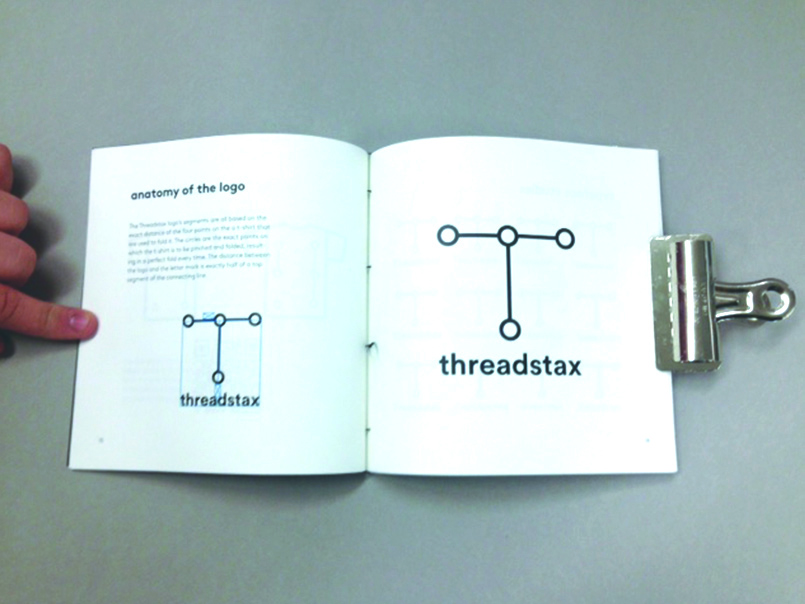 anatomy of the logo
The Threadstax logo's segments are all based on the
exact distance of the four points on the a t-shirt that
are used to fold it. The circles are the exact points on
which the t-shirt is to be pinched and folded, result-
ing in a perfect fold every time. The distance between
the logo and the letter mark is exactly half of a top
segment of the connecting line.
threadstax
threadstax